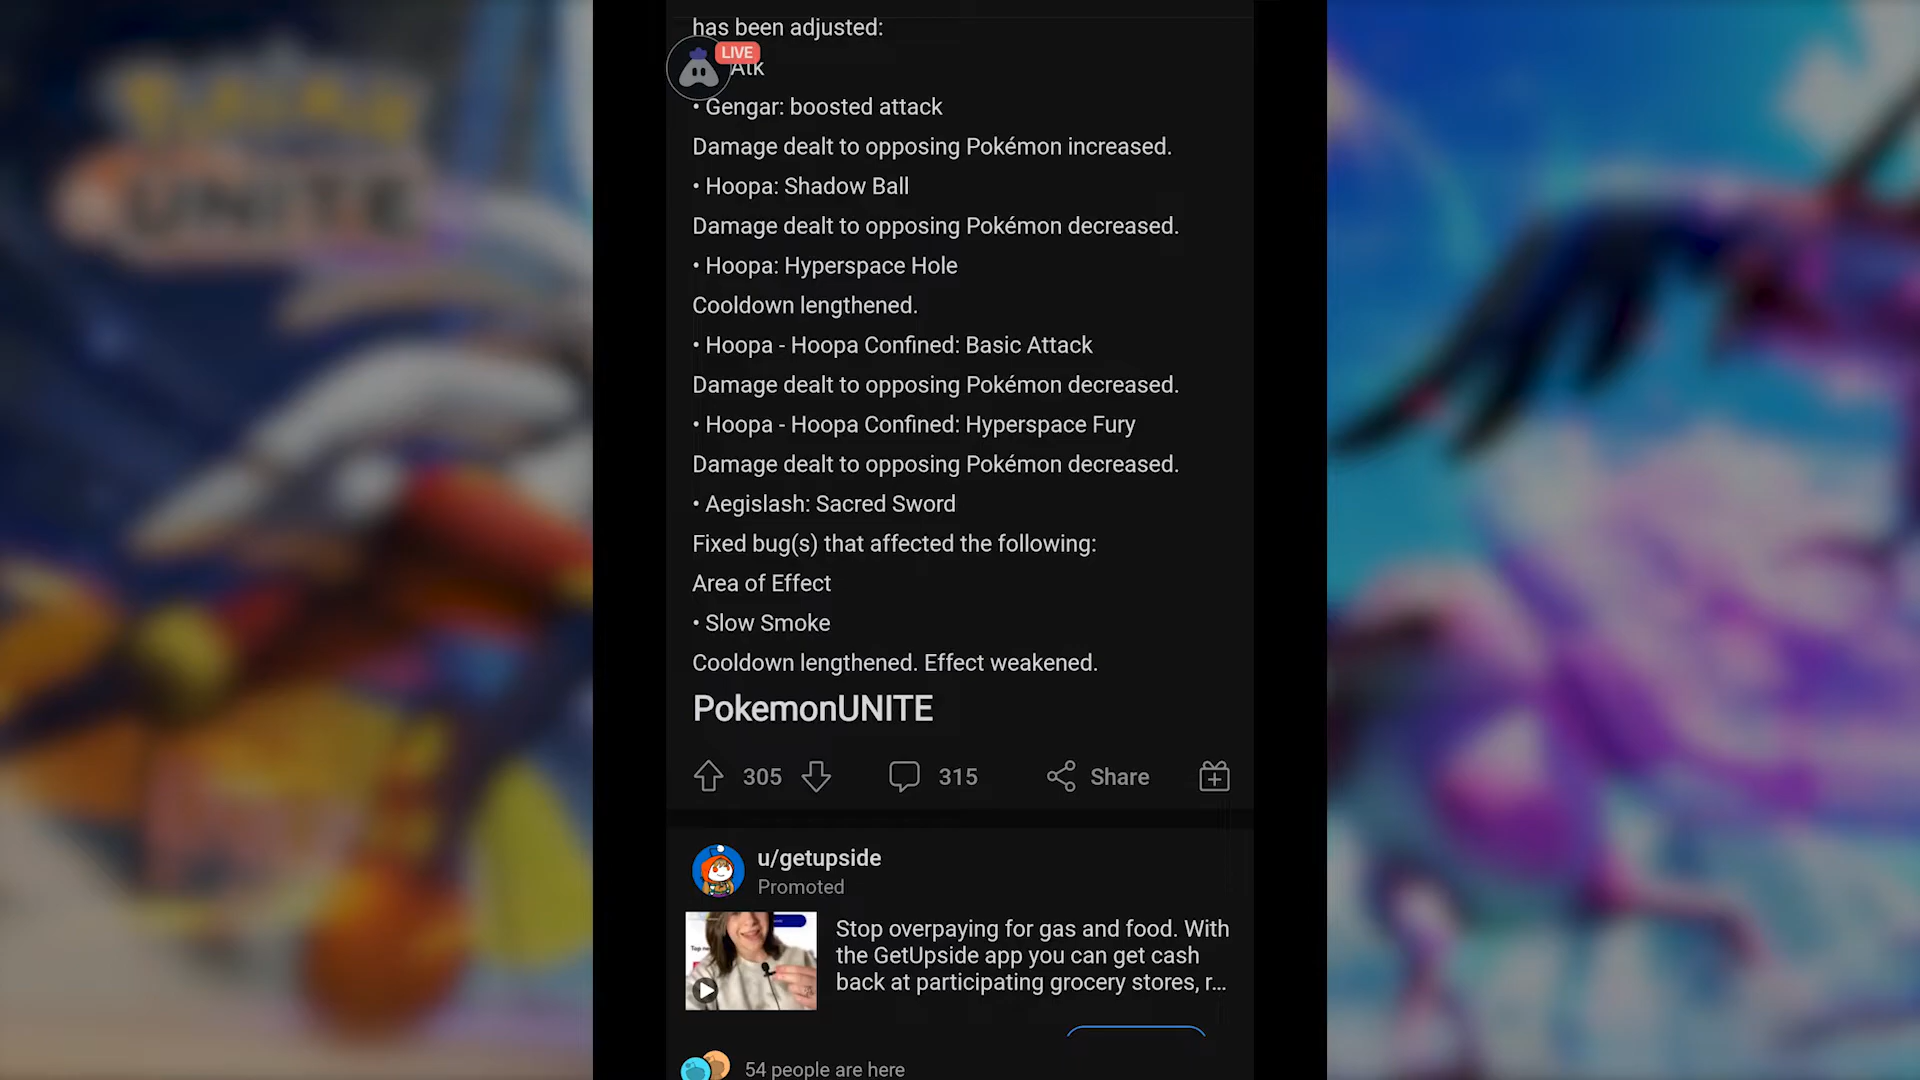 has been adjusted:
LIVE
Atk
• Gengar: boosted attack
Damage dealt to opposing Pokémon increased.
• Hoopa: Shadow Ball
Damage dealt to opposing Pokémon decreased.
• Hoopa: Hyperspace Hole
Cooldown lengthened.
• Hoopa - Hoopa Confined: Basic Attack
Damage dealt to opposing Pokémon decreased.
• Hoopa - Hoopa Confined: Hyperspace Fury
Damage dealt to opposing Pokémon decreased.
• Aegislash: Sacred Sword
Fixed bug(s) that affected the following:
Area of Effect
• Slow Smoke
Cooldown lengthened. Effect weakened.
PokemonUNITE
305 315 Share
u/getupside
Promoted
Stop overpaying for gas and food. With
the GetUpside app you can get cash
back at participating grocery stores, r...
54 people are here
UNITE